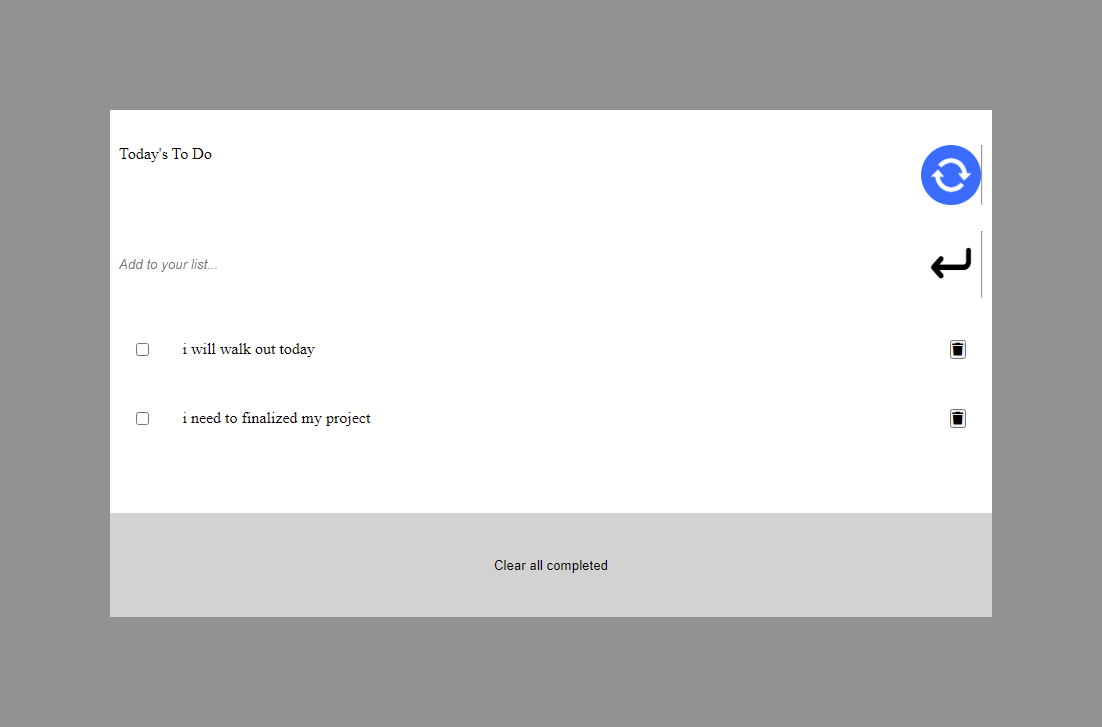 Today's To Do
Add to your list...
i will walk out today
i need to finalized my project
Clear all completed